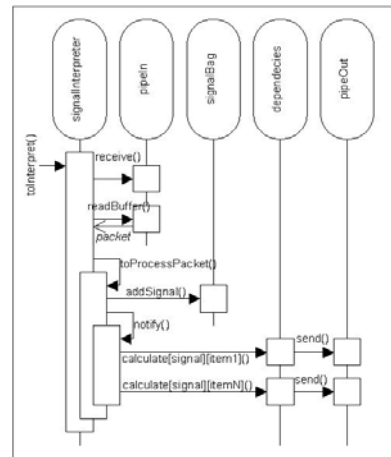 signalInterpreter
pipeIn
signalBag
dependecies
pipeOut
toInterpret()
receive()
readBuffer()
packet
toProcessPacket()
addSignal()
notify()
calculate[signal][item1]()
send()
calculate[signal][itemN]()
send()